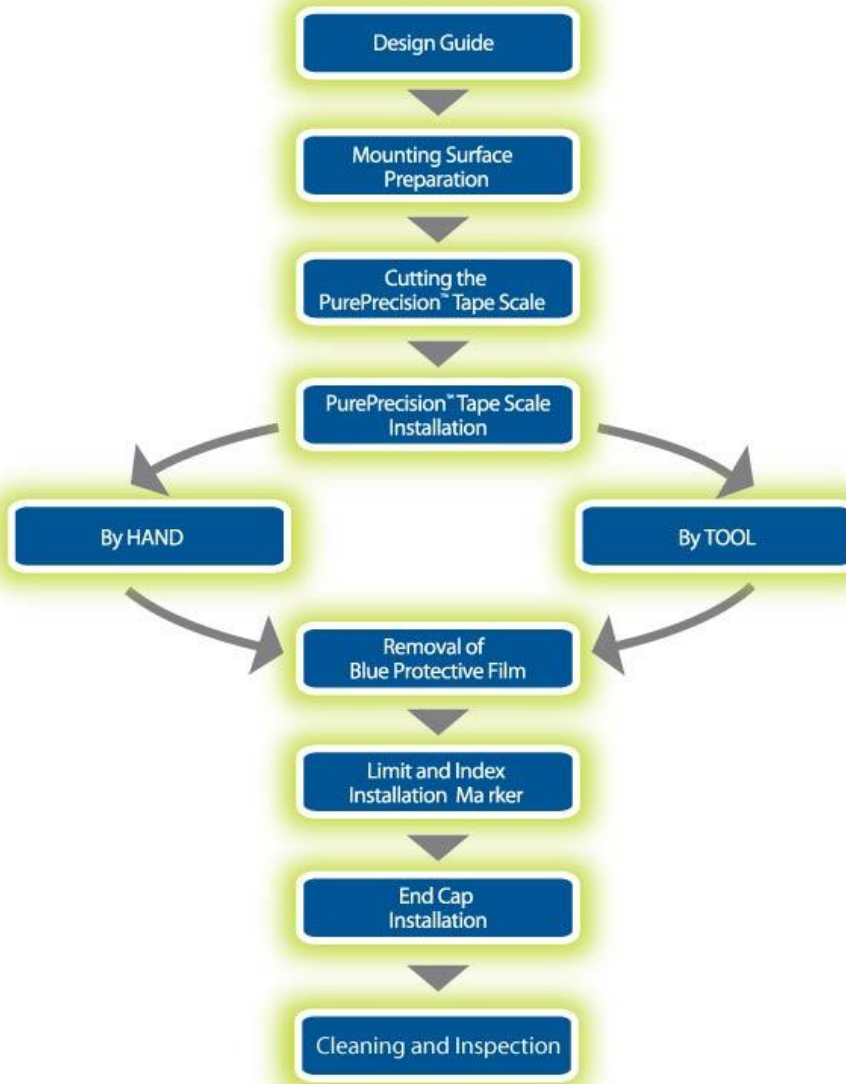 Design Guide
Mounting Surface
Preparation
Cutting the
PurePrecision™ Tape Scale
PurePrecision™ Tape Scale
Installation
By HAND
By TOOL
Removal of
Blue Protective Film
Limit and Index
Installation Ma rker
End Cap
Installation
Cleaning and Inspection